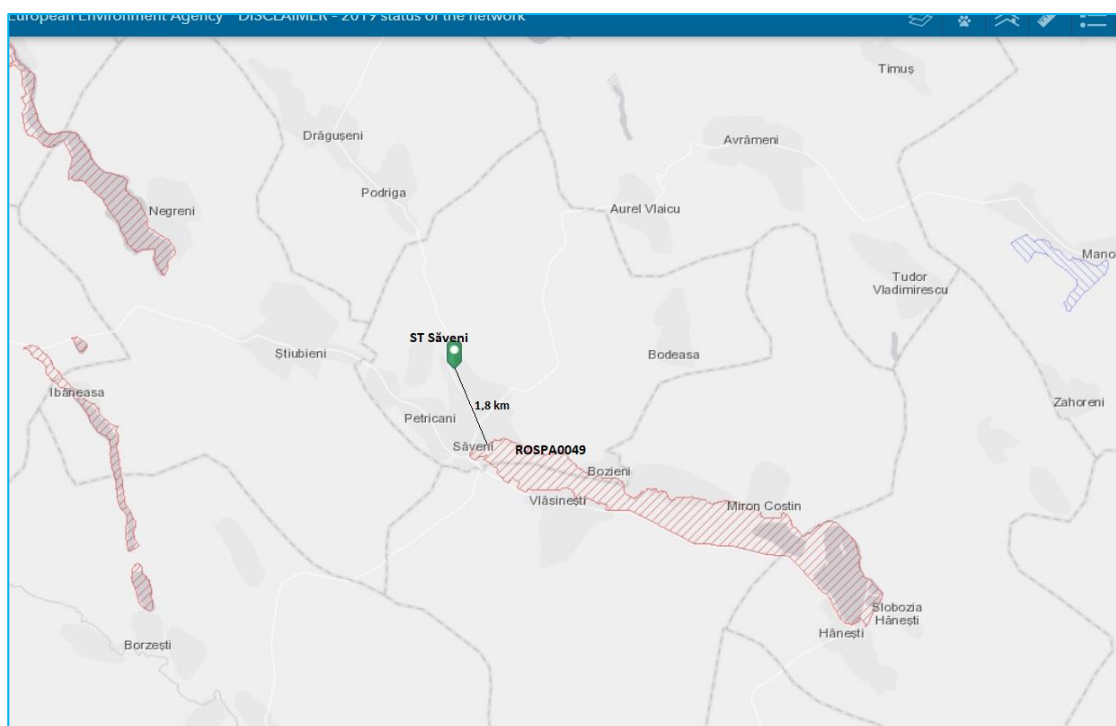 European Environment Agency DISCLAIMER - 2019 status of the network
Timuș
Drăgușeni
Avrămeni
Podriga
Negreni
Aurel Vlaicu
Mano
Tudor
Vladimirescu
ST Săveni
Știubieni
Bodeasa
Ibăneasa
1,8 km
Petricani
Zahoreni
Săveni
ROSPA0049
Bozieni
Vlăsinești
Miron Costin
Slobozia
Hănești
Hănești
Borzești